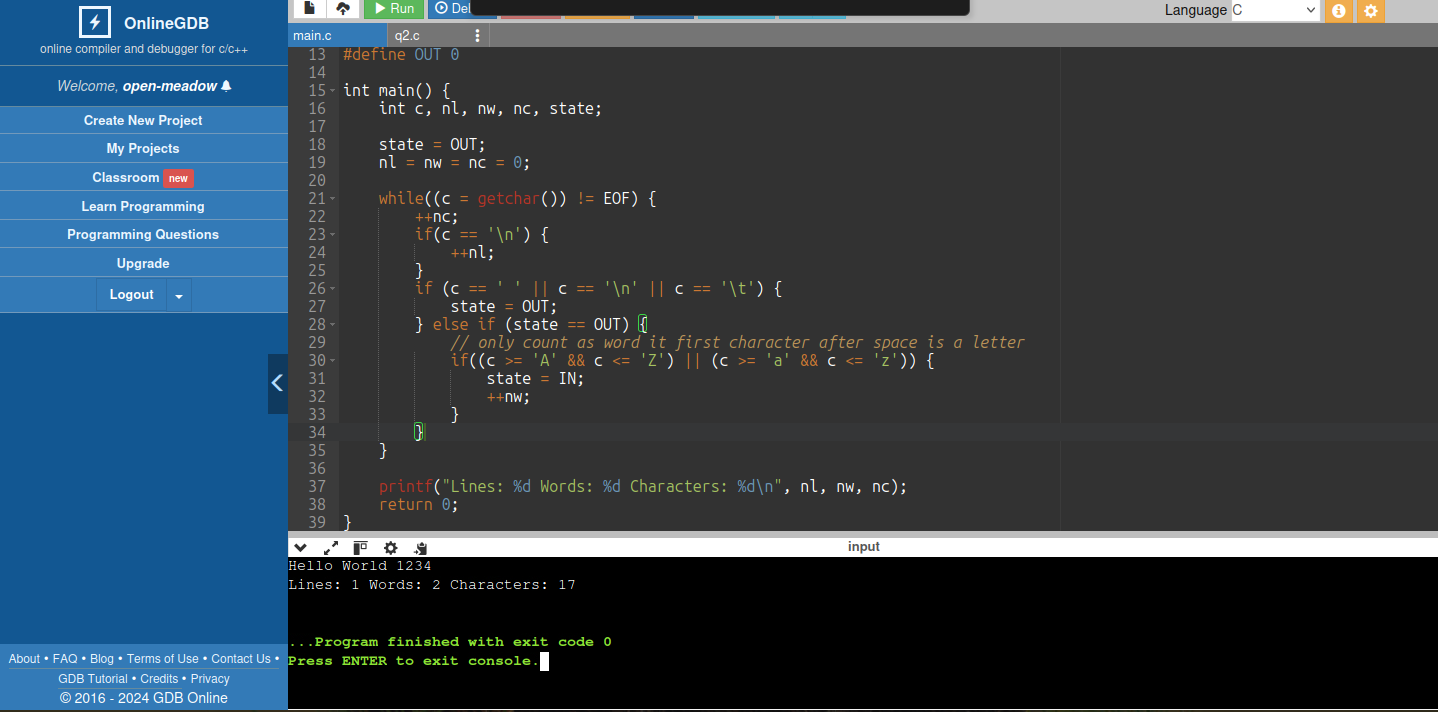 OnlineGDB
online compiler and debugger for c/c++
Welcome, open-meadow
Create New Project
My Projects
Classroom new
Learn Programming
Programming Questions
Upgrade
Logout
About • FAQ • Blog • Terms of Use • Contact Us •
GDB Tutorial • Credits • Privacy
© 2016 - 2024 GDB Online
Run
Language C
main.c
q2.c
13 #define OUT 0
14
15 int main() {
16     int c, nl, nw, nc, state;
17
18     state = OUT;
19     nl = nw = nc = 0;
20
21     while((c = getchar()) != EOF) {
22         ++nc;
23         if(c == '\n') {
24             ++nl;
25         }
26         if (c == ' ' || c == '\n' || c == '\t') {
27             state = OUT;
28         } else if (state == OUT) {
29             // only count as word it first character after space is a letter
30             if((c >= 'A' && c <= 'Z') || (c >= 'a' && c <= 'z')) {
31                 state = IN;
32                 ++nw;
33             }
34         }
35     }
36
37     printf("Lines: %d Words: %d Characters: %d\n", nl, nw, nc);
38     return 0;
39 }
input
Hello World 1234
Lines: 1 Words: 2 Characters: 17
...Program finished with exit code 0
Press ENTER to exit console.